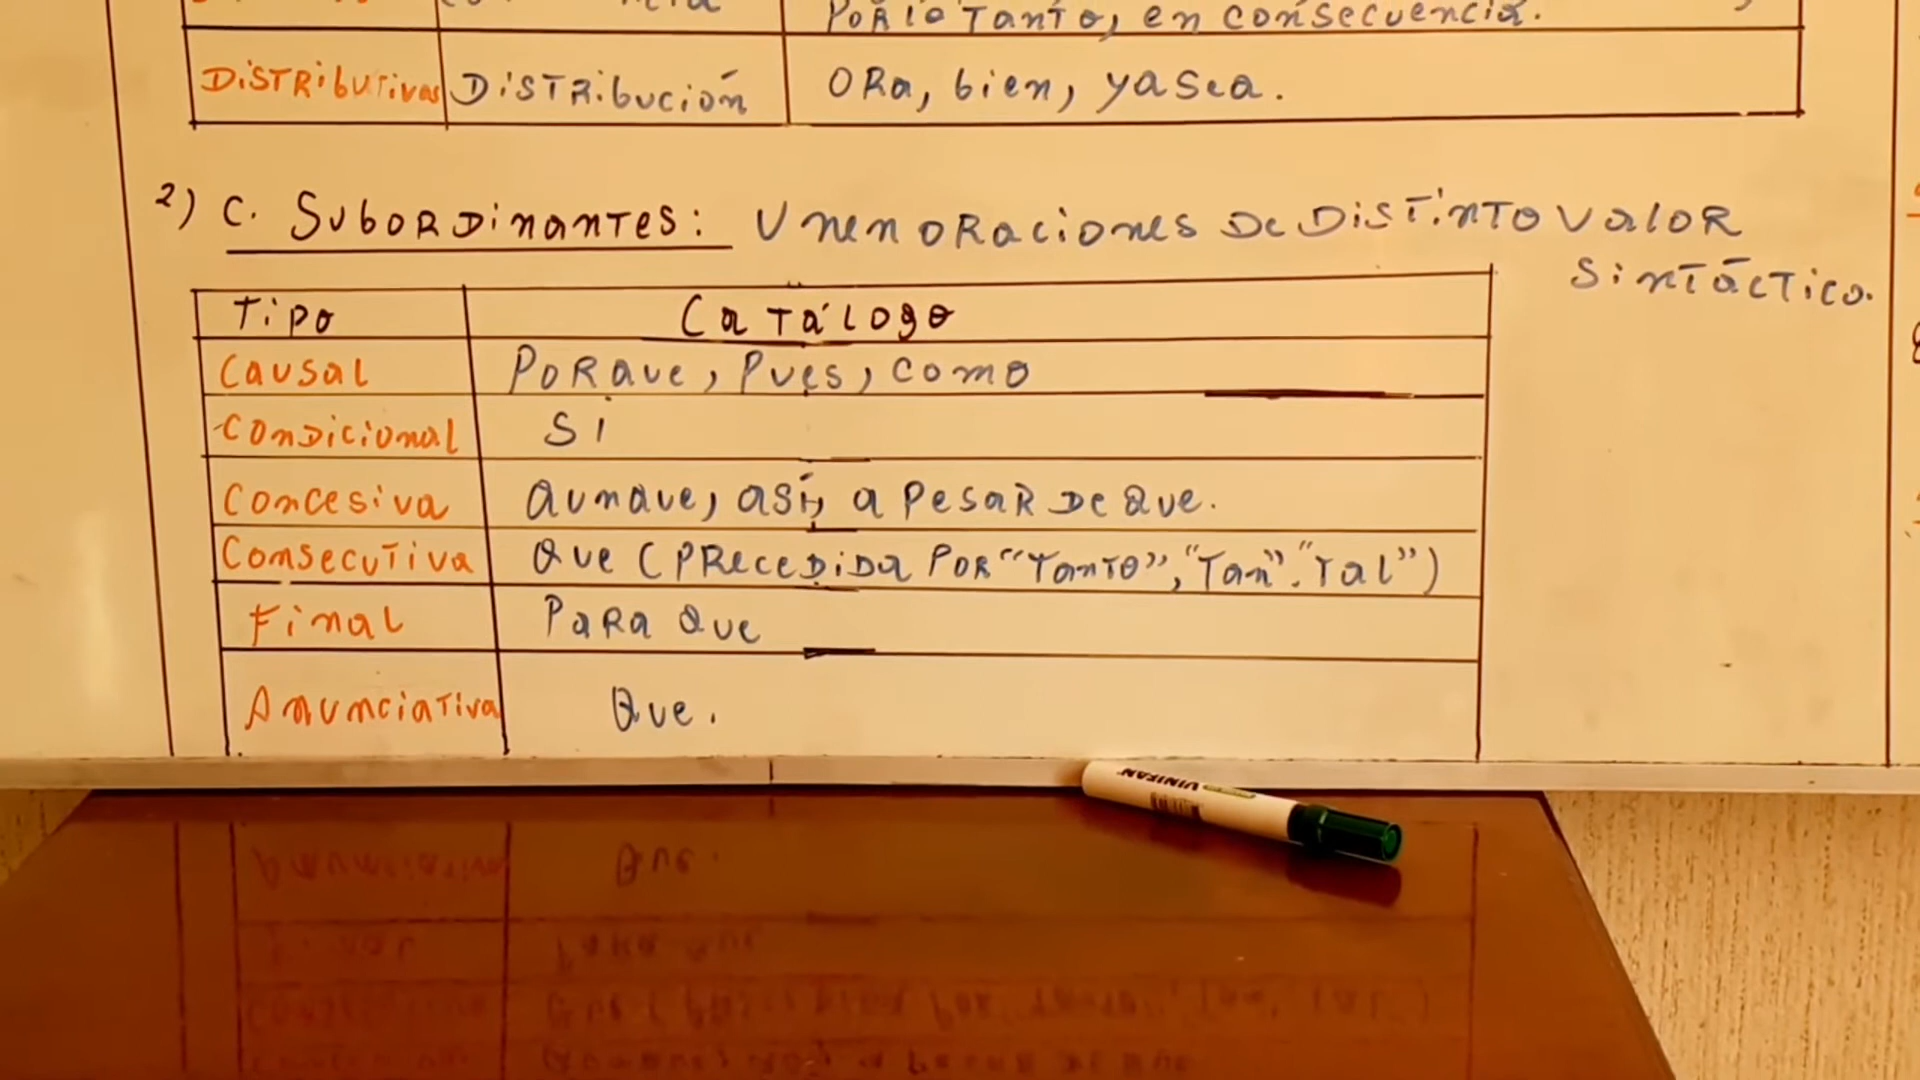 Por lo tanto, en consecuencia.
Distributivas Distribución Ora, bien, ya sea.
2) C. Subordinantes: Unen oraciones de distinto valor
sintáctico.
Tipo Catálogo
Causal Porque, Pues, como
Condicional Si
Concesiva aunque, así, a pesar de que.
Consecutiva Que (precedida por "Tanto", "Tan". "Tal")
Final Para que
Anunciativa Que.
VINIFAN